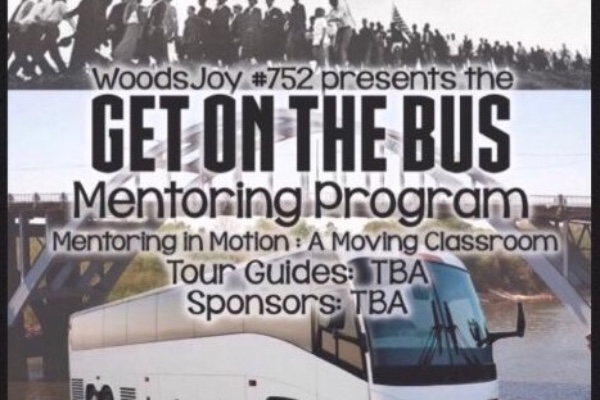 WoodsJoy #752 presents the
GET ON THE BUS
Mentoring Program
Mentoring in Motion : A Moving Classroom
Tour Guides: TBA
Sponsors: TBA